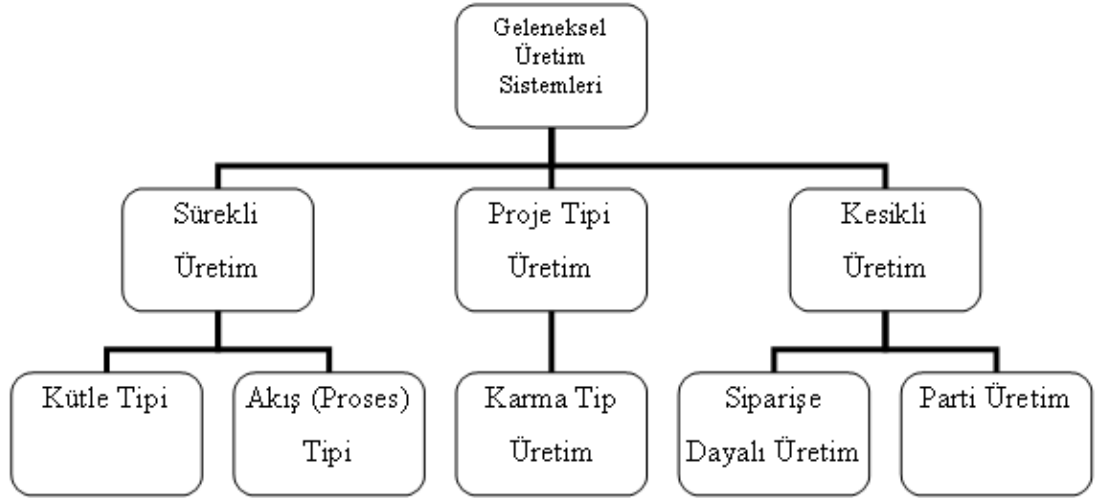 Geleneksel
Üretim
Sistemleri
Sürekli
Üretim
Proje Tipi
Üretim
Kesikli
Üretim
Kütle Tipi
Akış (Proses)
Tipi
Karma Tip
Üretim
Siparişe
Dayalı Üretim
Parti Üretim